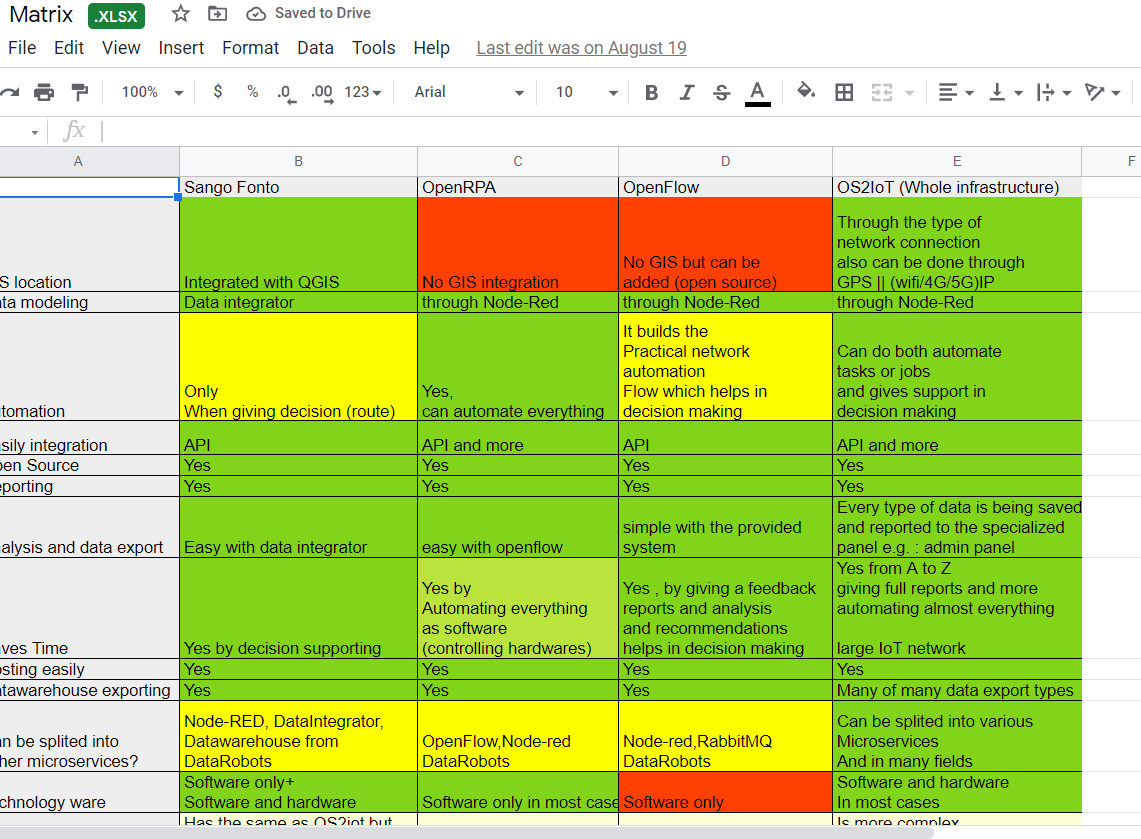 Matrix .XLSX Saved to Drive
File Edit View Insert Format Data Tools Help Last edit was on August 19
100% $ % .0 .00 123 Arial 10 B I S A
fx
A B C D E F
Sango Fonto OpenRPA OpenFlow OS2IoT (Whole infrastructure)
S location
Integrated with QGIS
No GIS integration
No GIS but can be
added (open source)
Through the type of
network connection
also can be done through
GPS || (wifi/4G/5G)IP
ta modeling Data integrator through Node-Red through Node-Red through Node-Red
tomation
Only
When giving decision (route)
Yes,
can automate everything
It builds the
Practical network
automation
Flow which helps in
decision making
Can do both automate
tasks or jobs
and gives support in
decision making
sily integration API API and more API API and more
en Source Yes Yes Yes Yes
porting Yes Yes Yes Yes
alysis and data export
Easy with data integrator
easy with openflow
simple with the provided
system
Every type of data is being saved
and reported to the specialized
panel e.g. : admin panel
ves Time
Yes by decision supporting
Yes by
Automating everything
as software
(controlling hardwares)
Yes , by giving a feedback
reports and analysis
and recommendations
helps in decision making
Yes from A to Z
giving full reports and more
automating almost everything
large IoT network
sting easily Yes Yes Yes Yes
tawarehouse exporting Yes Yes Yes Many of many data export types
n be splited into
her microservices?
Node-RED, DataIntegrator,
Datawarehouse from
DataRobots
OpenFlow,Node-red
DataRobots
Node-red,RabbitMQ
DataRobots
Can be splited into various
Microservices
And in many fields
chnology ware
Software only+
Software and hardware
Software only in most case
Software only
Software and hardware
In most cases
Has the same as OS2iot but
Is more complex